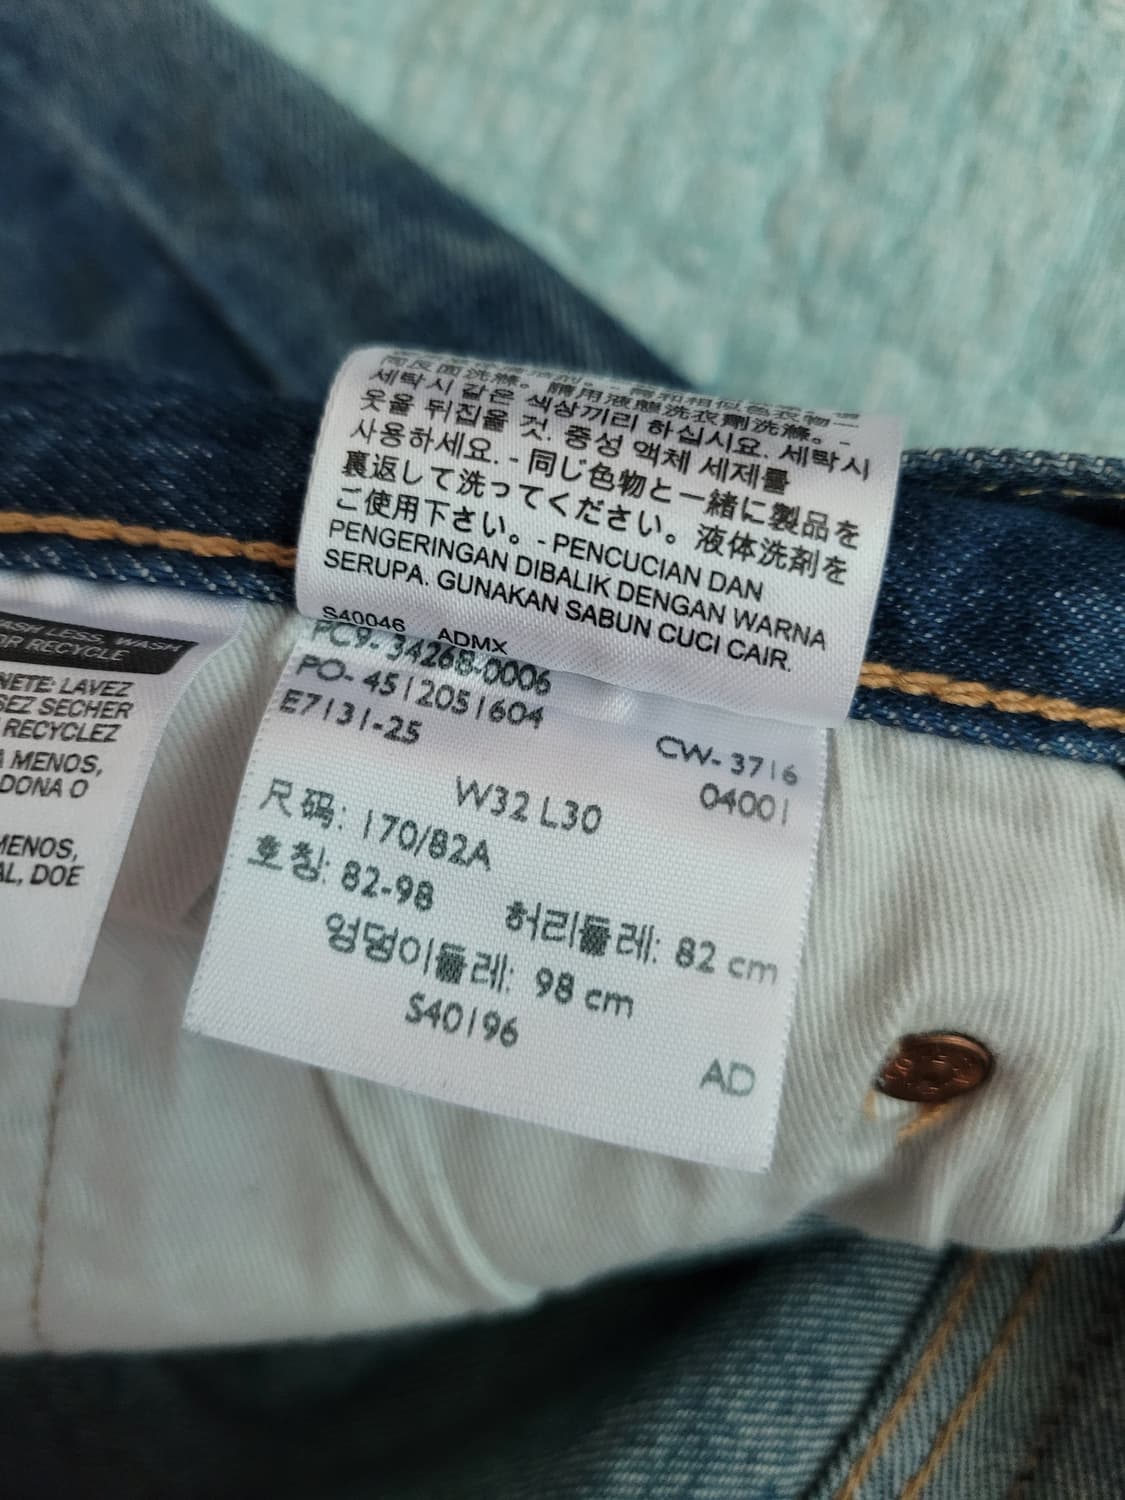 세탁시 같은 색상끼리 하십시요. 세탁시
옷을 뒤집을 것. 중성 액체 세제를
사용하세요. - 同じ色物と一緒に製品を
裏返して洗ってください。液体洗剤を
ご使用下さい。- PENCUCIAN DAN
PENGERINGAN DIBALIK DENGAN WARNA
SERUPA. GUNAKAN SABUN CUCI CAIR.
S40046 ADMX
PC9-34268-0006
PO-4512051604
E7131-25
CW-3716
04001
W32 L30
尺码: 170/82A
호칭: 82-98 허리둘레: 82 cm
엉덩이둘레: 98 cm
S40196
AD
LESS, WASH
OR RECYCLE
LAVEZ
SECHER
RECYCLEZ
MENOS,
DONA O
MENOS,
DOE